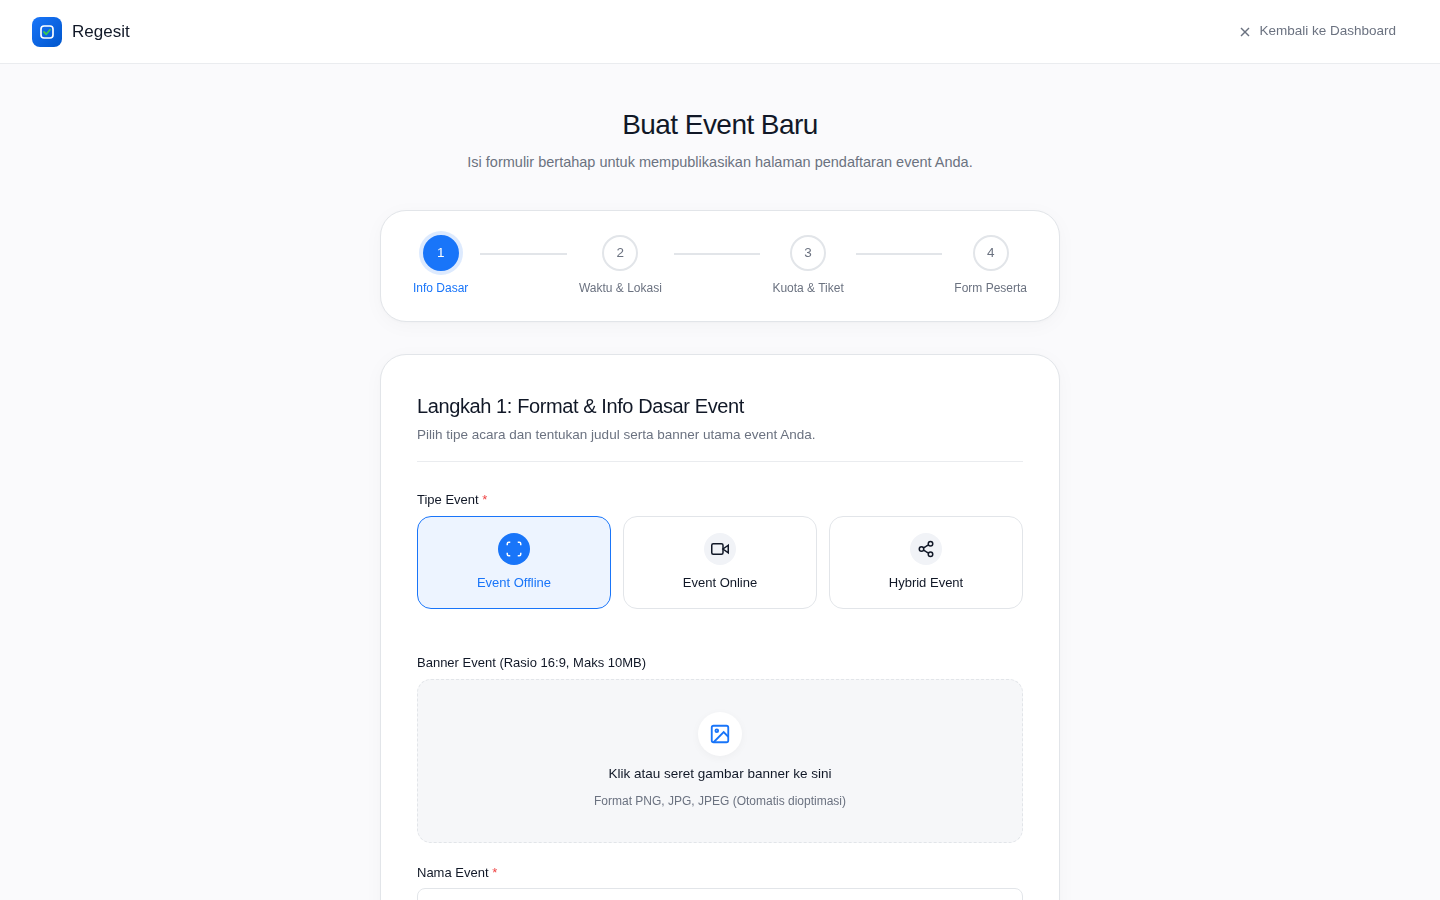 Regesit
Kembali ke Dashboard
Buat Event Baru
Isi formulir bertahap untuk mempublikasikan halaman pendaftaran event Anda.
1
2
3
4
Info Dasar
Waktu & Lokasi
Kuota & Tiket
Form Peserta
Langkah 1: Format & Info Dasar Event
Pilih tipe acara dan tentukan judul serta banner utama event Anda.
Tipe Event *
Event Offline
Event Online
Hybrid Event
Banner Event (Rasio 16:9, Maks 10MB)
Klik atau seret gambar banner ke sini
Format PNG, JPG, JPEG (Otomatis dioptimasi)
Nama Event *